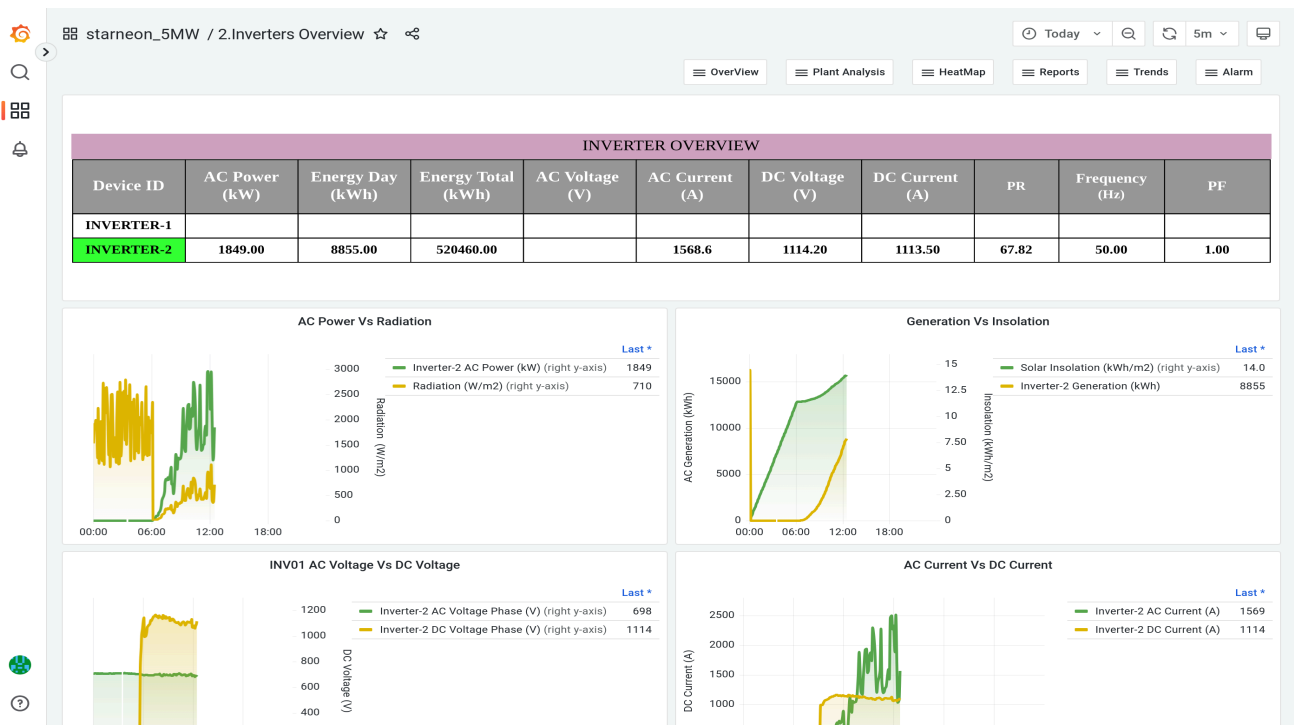 starneon_5MW / 2.Inverters Overview
Today
5m
OverView
Plant Analysis
HeatMap
Reports
Trends
Alarm
INVERTER OVERVIEW
Device ID AC Power (kW) Energy Day (kWh) Energy Total (kWh) AC Voltage (V) AC Current (A) DC Voltage (V) DC Current (A) PR Frequency (Hz) PF
INVERTER-1
INVERTER-2 1849.00 8855.00 520460.00 1568.6 1114.20 1113.50 67.82 50.00 1.00
AC Power Vs Radiation
Last *
Inverter-2 AC Power (kW) (right y-axis) 1849
Radiation (W/m2) (right y-axis) 710
3000
2500
2000
1500
1000
500
0
Radiation (W/m2)
00:00 06:00 12:00 18:00
Generation Vs Insolation
Last *
Solar Insolation (kWh/m2) (right y-axis) 14.0
Inverter-2 Generation (kWh) 8855
AC Generation (kWh)
15000
10000
5000
0
15
12.5
10
7.50
5
2.50
0
Insolation (kWh/m2)
00:00 06:00 12:00 18:00
INV01 AC Voltage Vs DC Voltage
Last *
Inverter-2 AC Voltage Phase (V) (right y-axis) 698
Inverter-2 DC Voltage Phase (V) (right y-axis) 1114
1200
1000
800
600
400
DC Voltage (V)
AC Current Vs DC Current
Last *
Inverter-2 AC Current (A) 1569
Inverter-2 DC Current (A) 1114
DC Current (A)
2500
2000
1500
1000